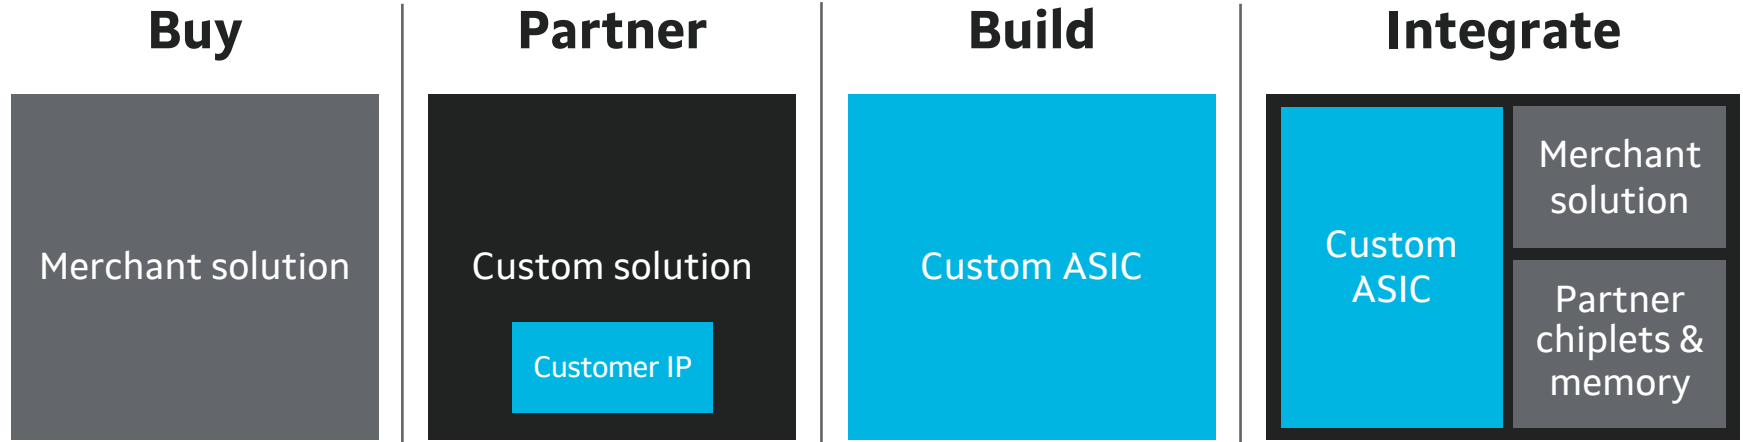 Buy
Partner
Build
Integrate
Merchant solution
Custom solution
Customer IP
Custom ASIC
Custom
ASIC
Merchant
solution
Partner
chiplets &
memory